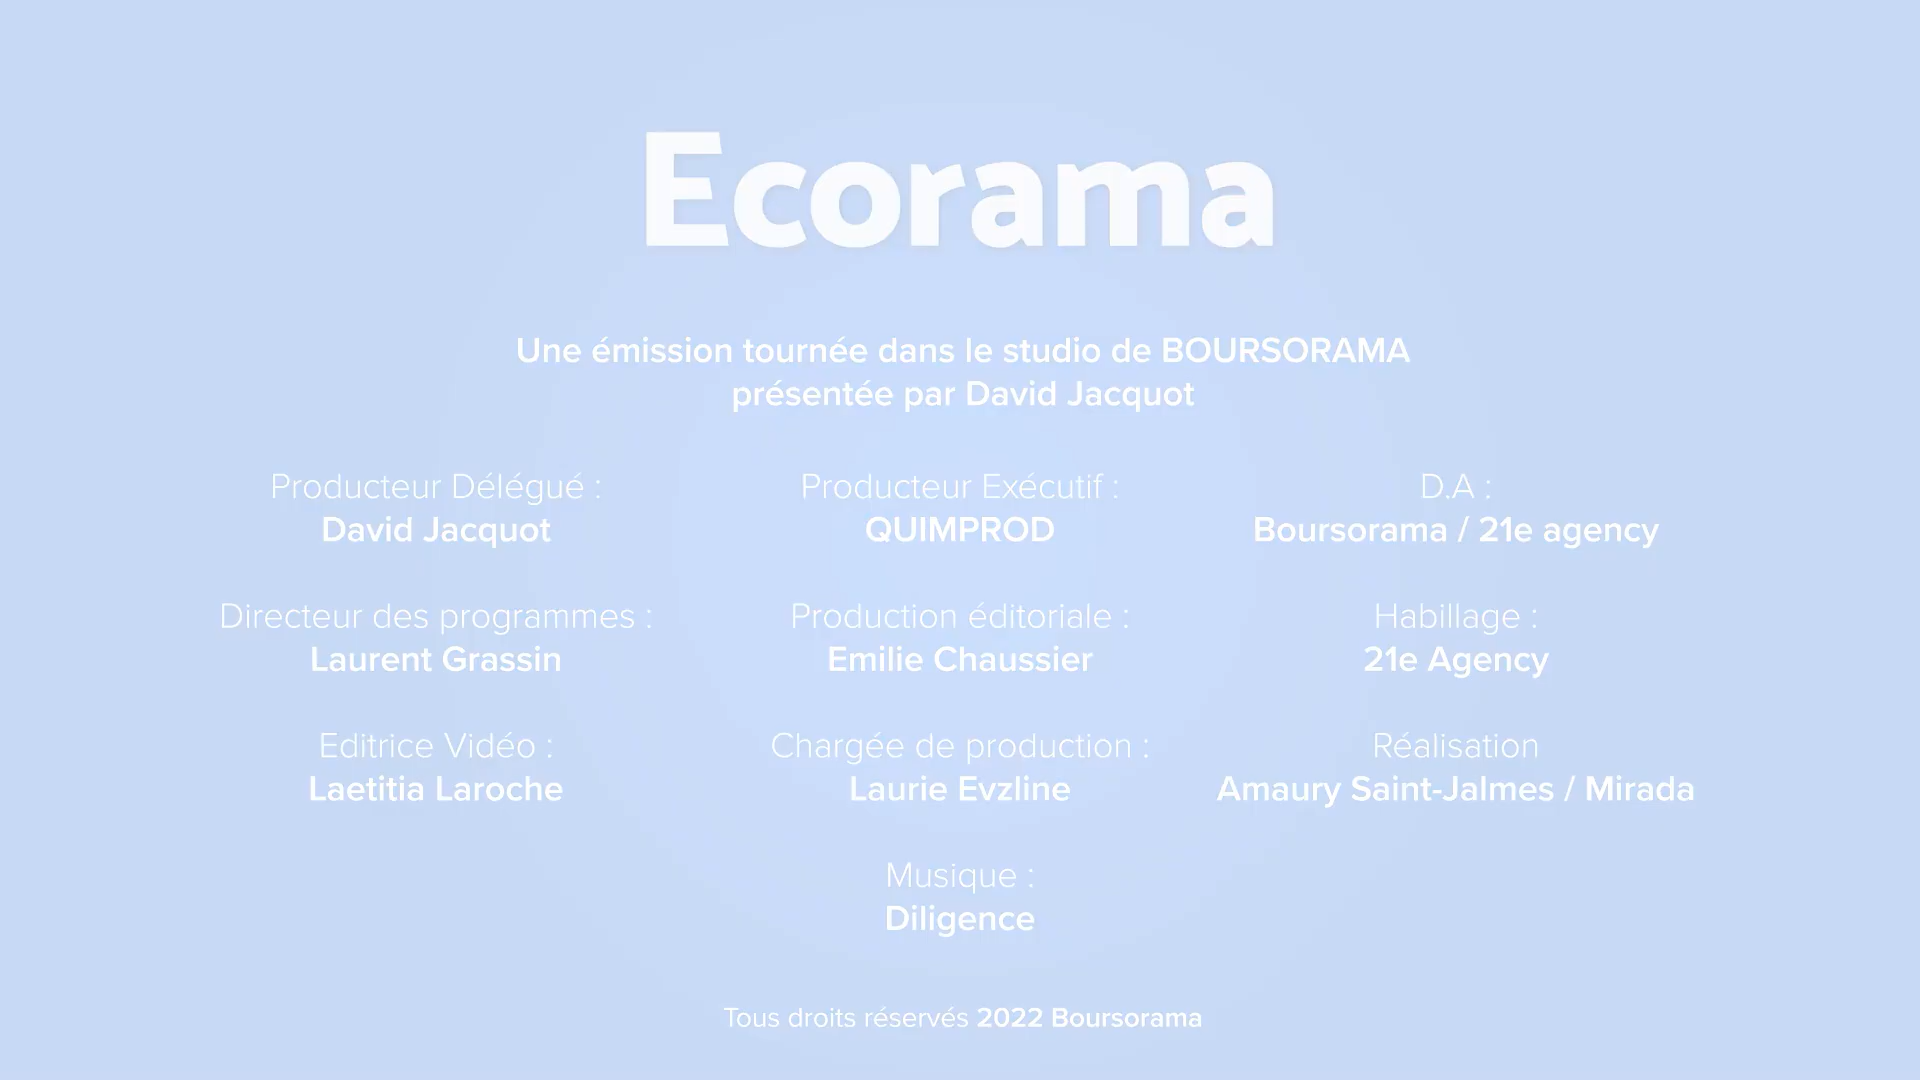 Ecorama
Une émission tournée dans le studio de BOURSORAMA
présentée par David Jacquot
Producteur Délégué :
David Jacquot
Producteur Exécutif :
QUIMPROD
D.A :
Boursorama / 21e agency
Directeur des programmes :
Laurent Grassin
Production éditoriale :
Emilie Chaussier
Habillage :
21e Agency
Editrice Vidéo :
Laetitia Laroche
Chargée de production :
Laurie Evzline
Réalisation
Amaury Saint-Jalmes / Mirada
Musique :
Diligence
Tous droits réservés 2022 Boursorama